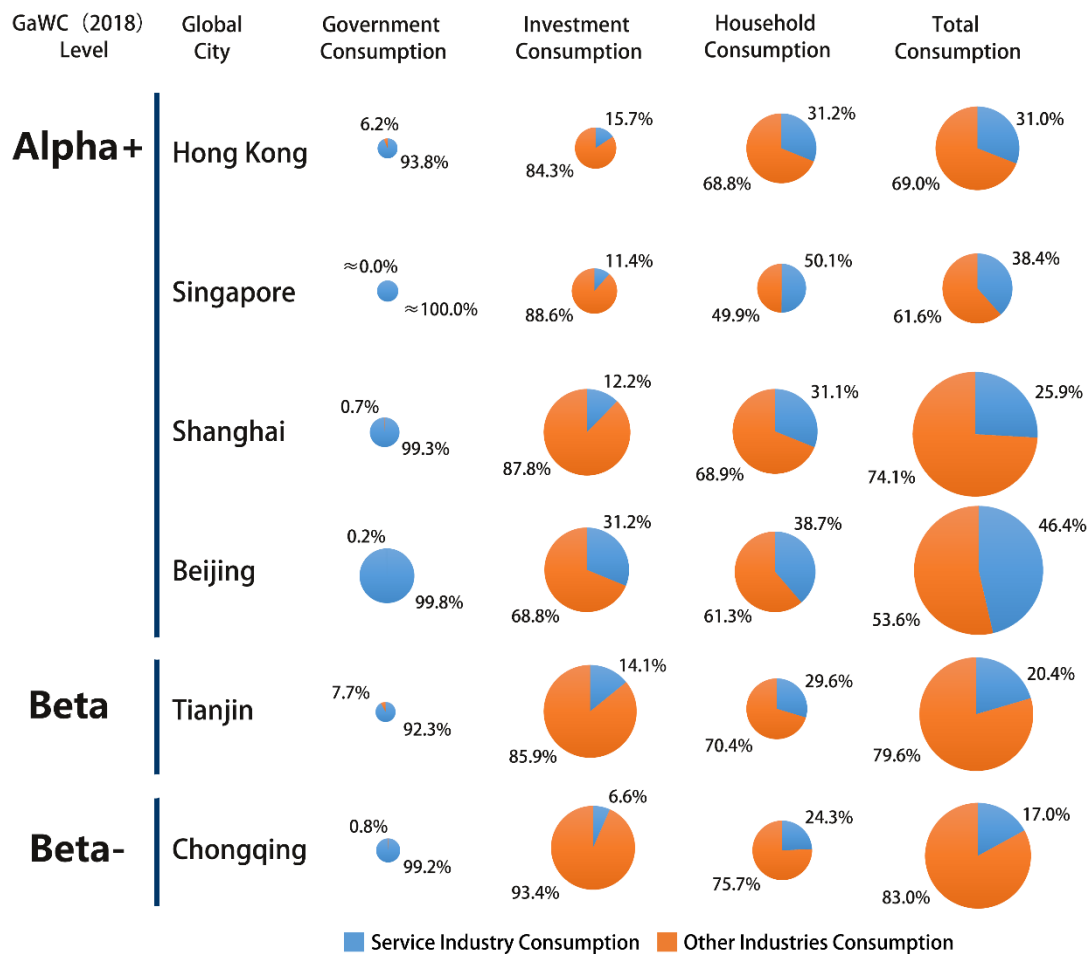 GaWC（2018）
Level
Global
City
Government
Consumption
Investment
Consumption
Household
Consumption
Total
Consumption
Alpha+
Hong Kong
6.2%
93.8%
15.7%
84.3%
31.2%
68.8%
31.0%
69.0%
Singapore
≈0.0%
≈100.0%
11.4%
88.6%
50.1%
49.9%
38.4%
61.6%
Shanghai
0.7%
99.3%
12.2%
87.8%
31.1%
68.9%
25.9%
74.1%
Beijing
0.2%
99.8%
31.2%
68.8%
38.7%
61.3%
46.4%
53.6%
Beta
Tianjin
7.7%
92.3%
14.1%
85.9%
29.6%
70.4%
20.4%
79.6%
Beta-
Chongqing
0.8%
99.2%
6.6%
93.4%
24.3%
75.7%
17.0%
83.0%
Service Industry Consumption
Other Industries Consumption